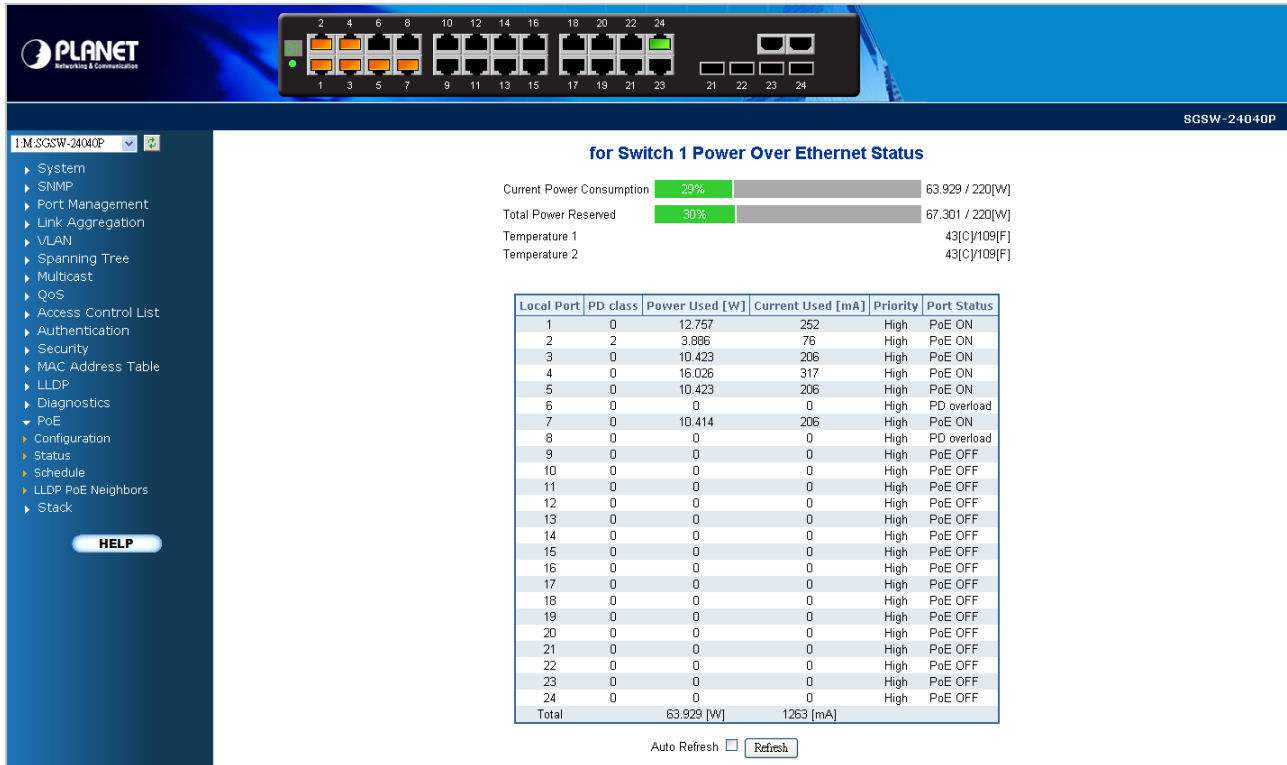 PLANET
Networking & Communication
2 4 6 8 10 12 14 16 18 20 22 24
1 3 5 7 9 11 13 15 17 19 21 23 21 22 23 24
SGSW-24040P
1:M:SGSW-24040P
System
SNMP
Port Management
Link Aggregation
VLAN
Spanning Tree
Multicast
QoS
Access Control List
Authentication
Security
MAC Address Table
LLDP
Diagnostics
PoE
Configuration
Status
Schedule
LLDP PoE Neighbors
Stack
HELP
for Switch 1 Power Over Ethernet Status
Current Power Consumption 29% 63.929 / 220[W]
Total Power Reserved 30% 67.301 / 220[W]
Temperature 1 43[C]/109[F]
Temperature 2 43[C]/109[F]
Local Port PD class Power Used [W] Current Used [mA] Priority Port Status
1 0 12.757 252 High PoE ON
2 2 3.886 76 High PoE ON
3 0 10.423 206 High PoE ON
4 0 16.026 317 High PoE ON
5 0 10.423 206 High PoE ON
6 0 0 0 High PD overload
7 0 10.414 206 High PoE ON
8 0 0 0 High PD overload
9 0 0 0 High PoE OFF
10 0 0 0 High PoE OFF
11 0 0 0 High PoE OFF
12 0 0 0 High PoE OFF
13 0 0 0 High PoE OFF
14 0 0 0 High PoE OFF
15 0 0 0 High PoE OFF
16 0 0 0 High PoE OFF
17 0 0 0 High PoE OFF
18 0 0 0 High PoE OFF
19 0 0 0 High PoE OFF
20 0 0 0 High PoE OFF
21 0 0 0 High PoE OFF
22 0 0 0 High PoE OFF
23 0 0 0 High PoE OFF
24 0 0 0 High PoE OFF
Total 63.929 [W] 1263 [mA]
Auto Refresh Refresh